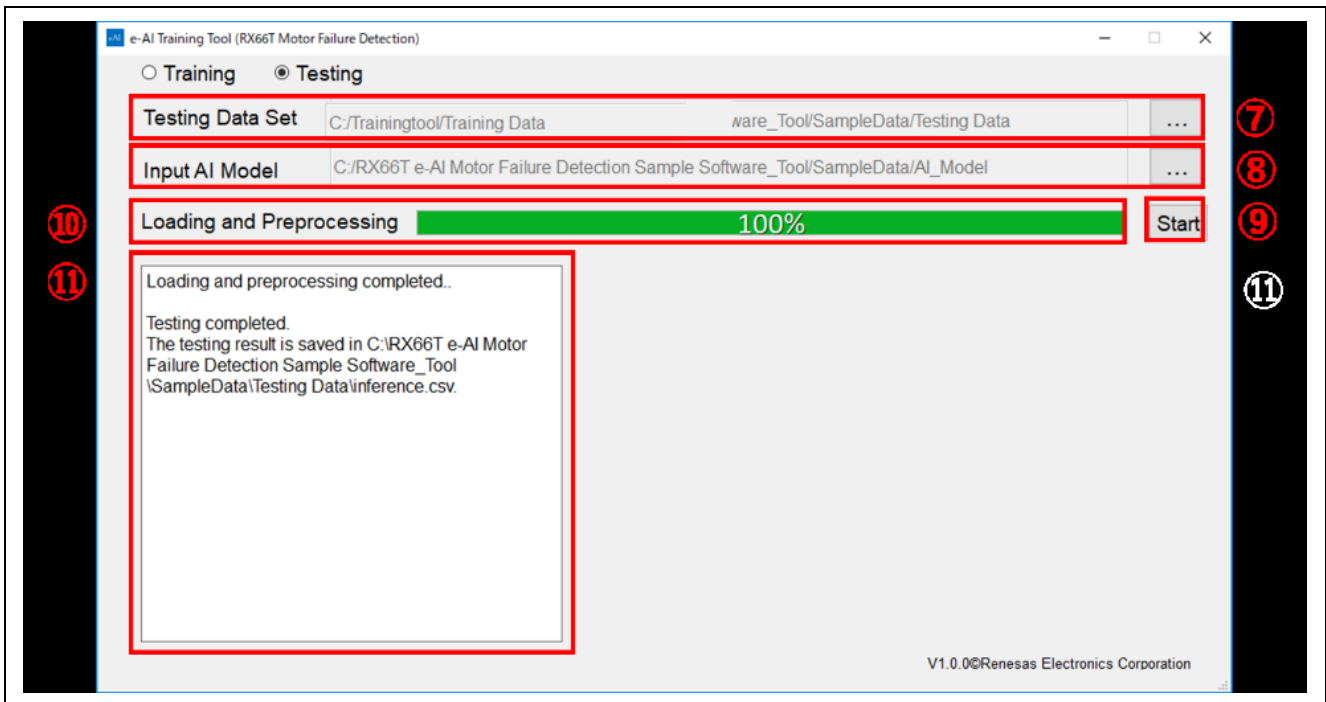 e-AI Training Tool (RX66T Motor Failure Detection)
Training Testing
Testing Data Set C:/Trainingtool/Training Data ware_Tool/SampleData/Testing Data ... ⑦
Input AI Model C:/RX66T e-AI Motor Failure Detection Sample Software_Tool/SampleData/AI_Model ... ⑧
⑩ Loading and Preprocessing 100% Start ⑨
⑪ ⑪
Loading and preprocessing completed..
Testing completed.
The testing result is saved in C:\RX66T e-AI Motor
Failure Detection Sample Software_Tool
\SampleData\Testing Data\inference.csv.
V1.0.0©Renesas Electronics Corporation